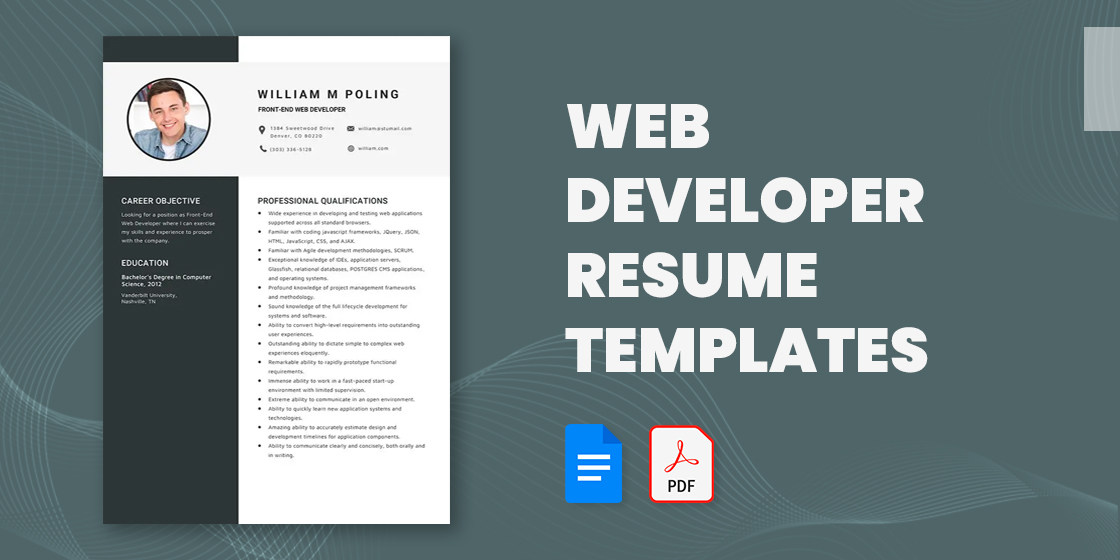 WILLIAM M POLING
FRONT-END WEB DEVELOPER
1384 Sweetwood Drive
Denver, CO 80220
william@stumail.com
(303) 336-5128
william.com
CAREER OBJECTIVE
Looking for a position as Front-End
Web Developer where I can exercise
my skills and experience to prosper
with the company.
EDUCATION
Bachelor's Degree in Computer
Science, 2012
Vanderbilt University,
Nashville, TN
PROFESSIONAL QUALIFICATIONS
Wide experience in developing and testing web applications
supported across all standard browsers.
Familiar with coding javascript frameworks, JQuery, JSON,
HTML, JavaScript, CSS, and AJAX.
Familiar with Agile development methodologies, SCRUM.
Exceptional knowledge of IDEs, application servers,
Glassfish, relational databases, POSTGRES CMS applications,
and operating systems.
Profound knowledge of project management frameworks
and methodology.
Sound knowledge of the full lifecycle development for
systems and software.
Ability to convert high-level requirements into outstanding
user experiences.
Outstanding ability to dictate simple to complex web
experiences eloquently.
Remarkable ability to rapidly prototype functional
requirements.
Immense ability to work in a fast-paced start-up
environment with limited supervision.
Extreme ability to communicate in an open environment.
Ability to quickly learn new application systems and
technologies.
Amazing ability to accurately estimate design and
development timelines for application components.
Ability to communicate clearly and concisely, both orally and
in writing.
WEB
DEVELOPER
RESUME
TEMPLATES
PDF